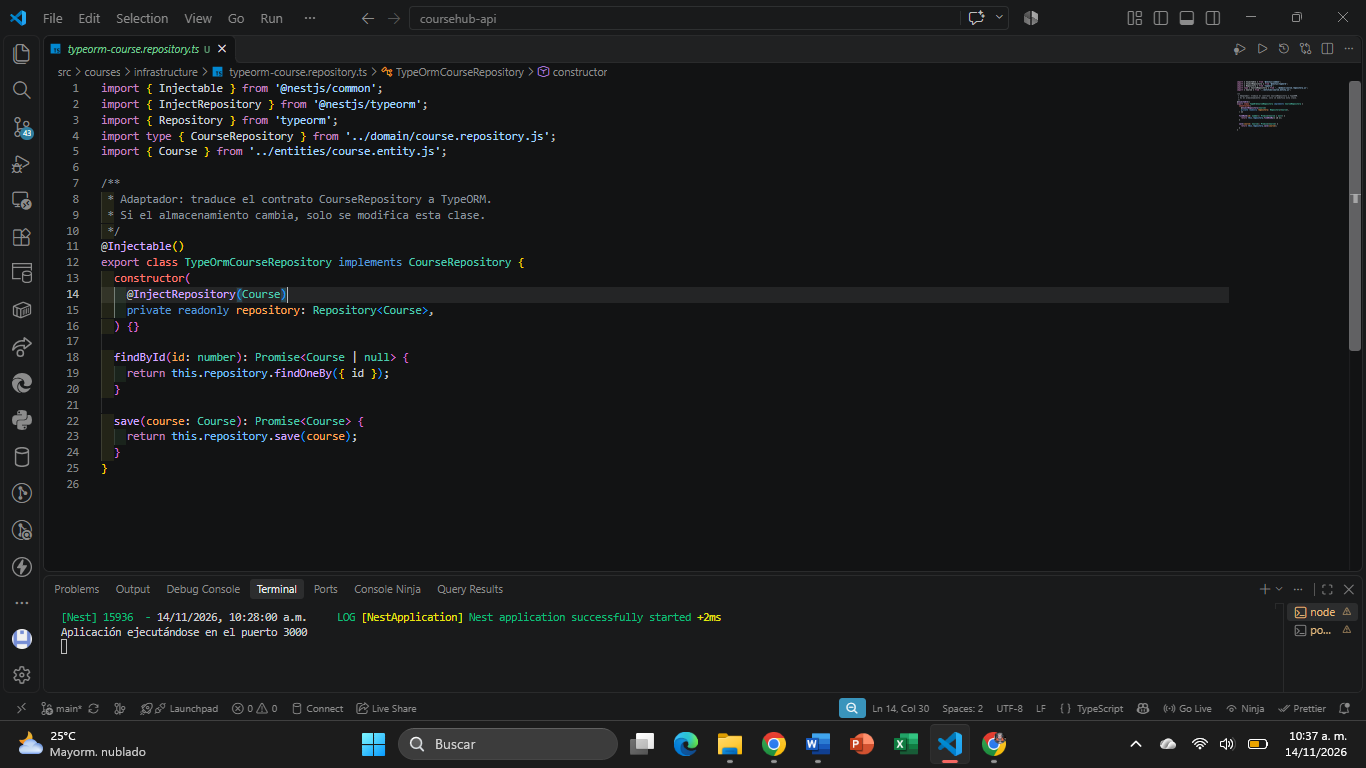 File Edit Selection View Go Run ···
coursehub-api
typeorm-course.repository.ts U
src > courses > infrastructure > typeorm-course.repository.ts > TypeOrmCourseRepository > constructor
1 import { Injectable } from '@nestjs/common';
2 import { InjectRepository } from '@nestjs/typeorm';
3 import { Repository } from 'typeorm';
4 import type { CourseRepository } from '../domain/course.repository.js';
5 import { Course } from '../entities/course.entity.js';
6
7 /**
8 * Adaptador: traduce el contrato CourseRepository a TypeORM.
9 * Si el almacenamiento cambia, solo se modifica esta clase.
10 */
11 @Injectable()
12 export class TypeOrmCourseRepository implements CourseRepository {
13 constructor(
14 @InjectRepository(Course)
15 private readonly repository: Repository<Course>,
16 ) {}
17
18 findById(id: number): Promise<Course | null> {
19 return this.repository.findOneBy({ id });
20 }
21
22 save(course: Course): Promise<Course> {
23 return this.repository.save(course);
24 }
25 }
26
43
Problems Output Debug Console Terminal Ports Console Ninja Query Results
[Nest] 15936 - 14/11/2026, 10:28:00 a.m. LOG [NestApplication] Nest application successfully started +2ms
Aplicación ejecutándose en el puerto 3000
node
po...
main* Launchpad 0 0 Connect Live Share Ln 14, Col 30 Spaces: 2 UTF-8 LF { } TypeScript Go Live Ninja Prettier
25°C
Mayorm. nublado
Buscar
10:37 a. m.
14/11/2026